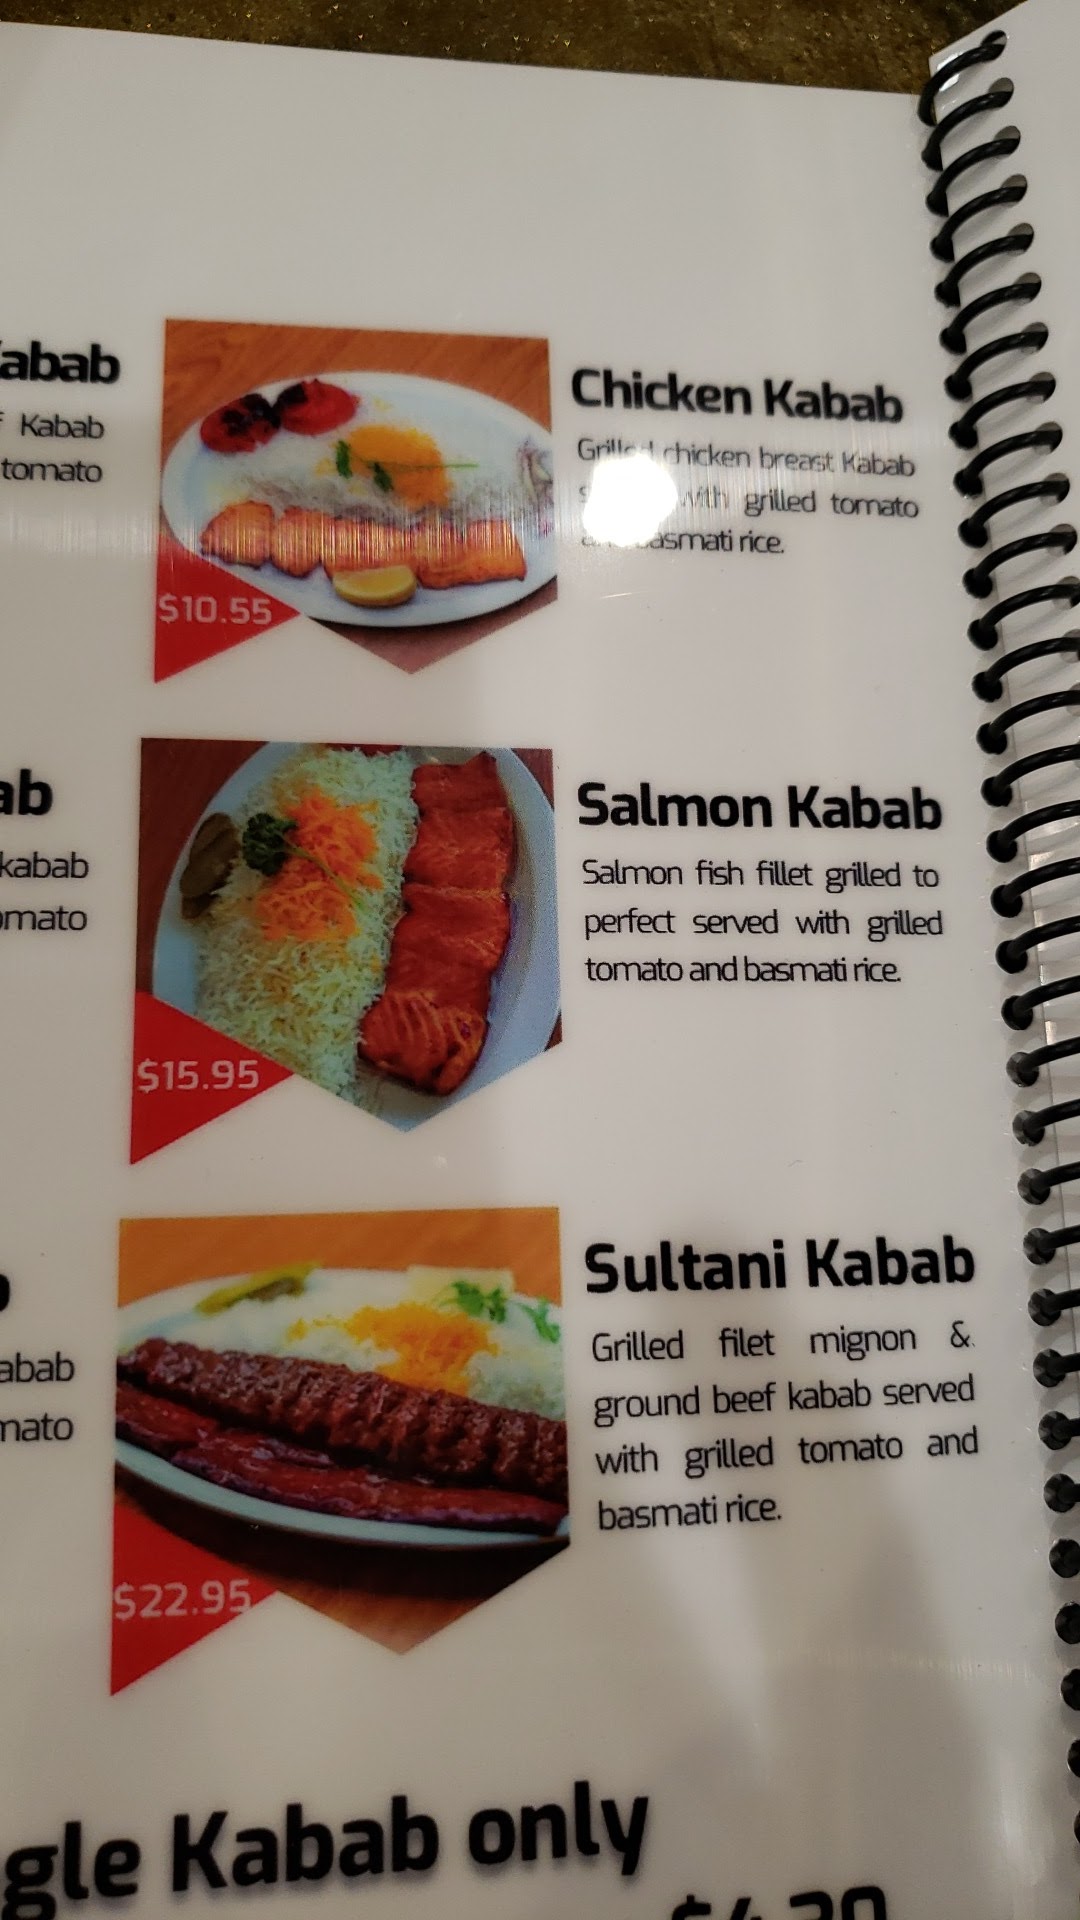 Kabab
Kabab
tomato
$10.55
Chicken Kabab
Grilled chicken breast Kabab
with grilled tomato
basmati rice.
kabab
$15.95
Salmon Kabab
Salmon fish fillet grilled to
perfect served with grilled
tomato and basmati rice.
$22.95
Sultani Kabab
Grilled filet mignon &
ground beef kabab served
with grilled tomato and
basmati rice.
gle Kabab only